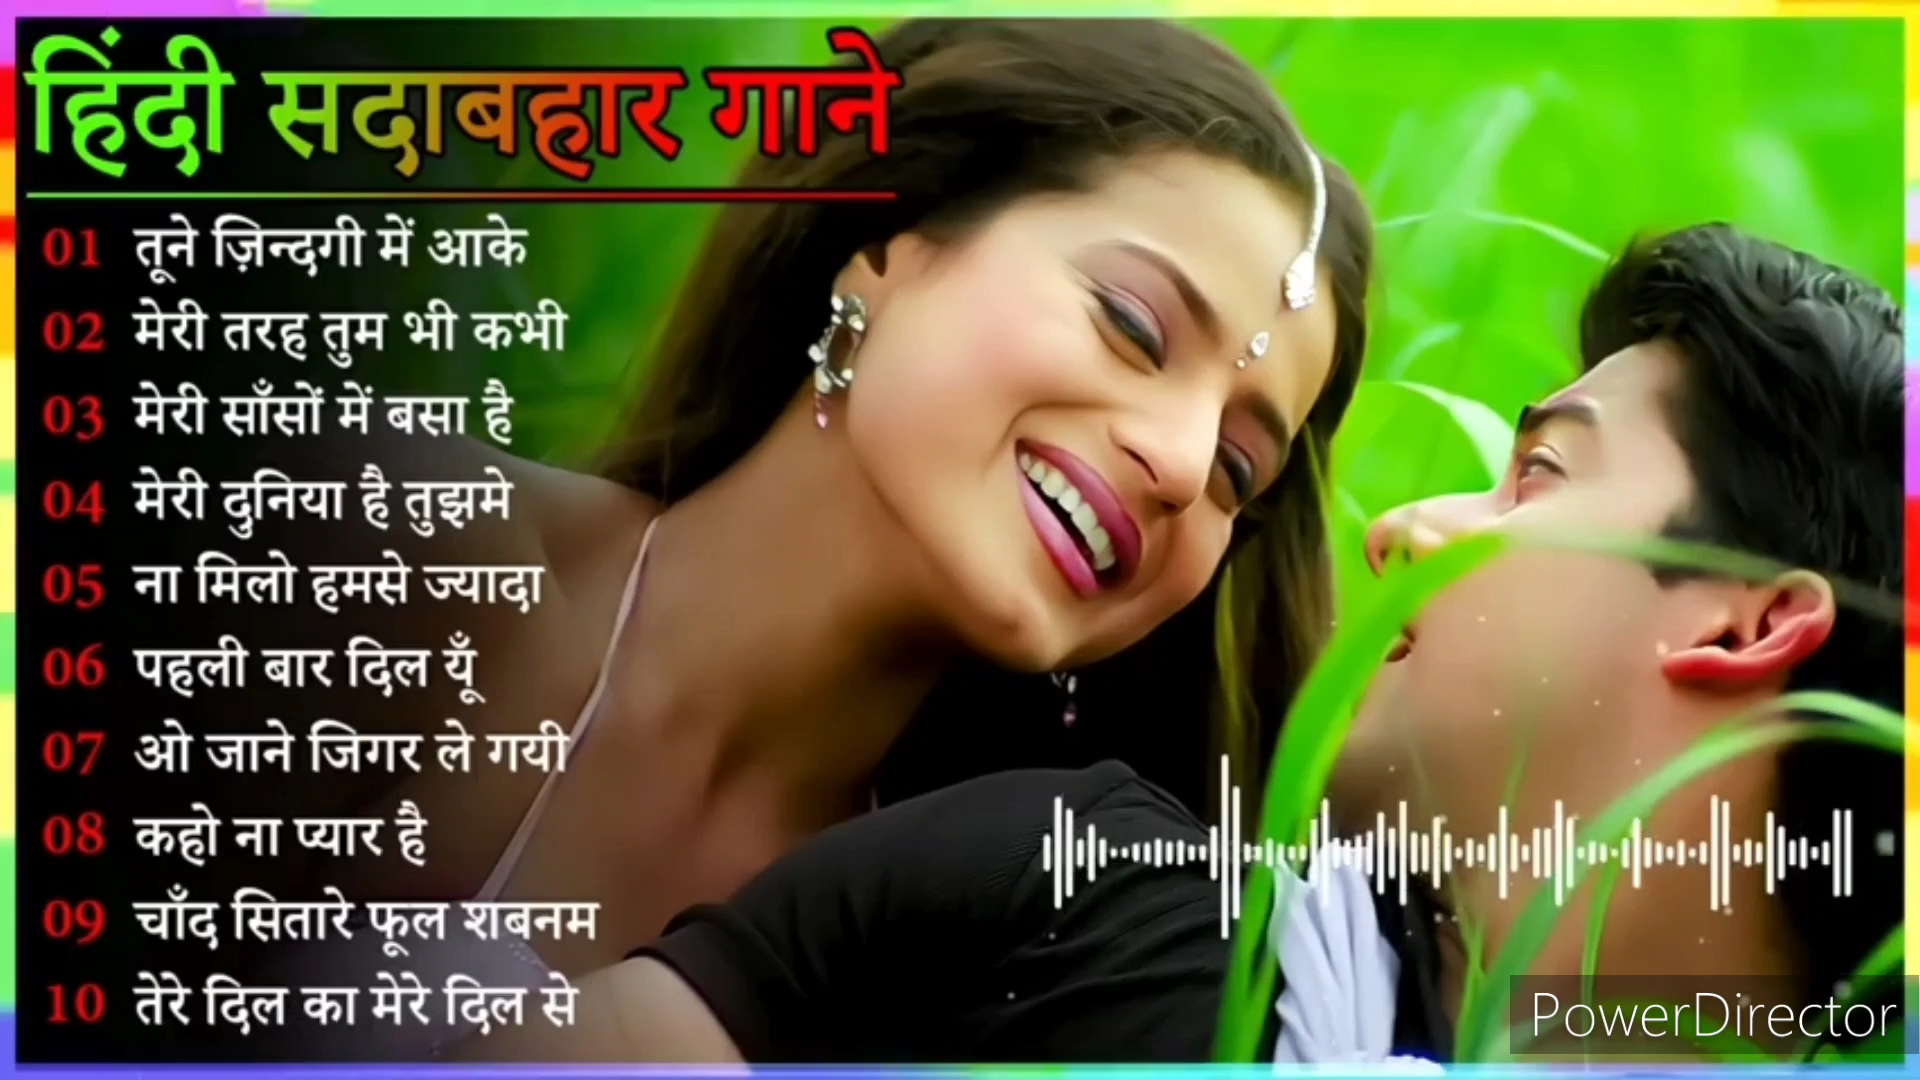 हिंदी सदाबहार गाने
01 तूने ज़िन्दगी में आके
02 मेरी तरह तुम भी कभी
03 मेरी साँसों में बसा है
04 मेरी दुनिया है तुझमे
05 ना मिलो हमसे ज्यादा
06 पहली बार दिल यूँ
07 ओ जाने जिगर ले गयी
08 कहो ना प्यार है
09 चाँद सितारे फूल शबनम
10 तेरे दिल का मेरे दिल से
PowerDirector